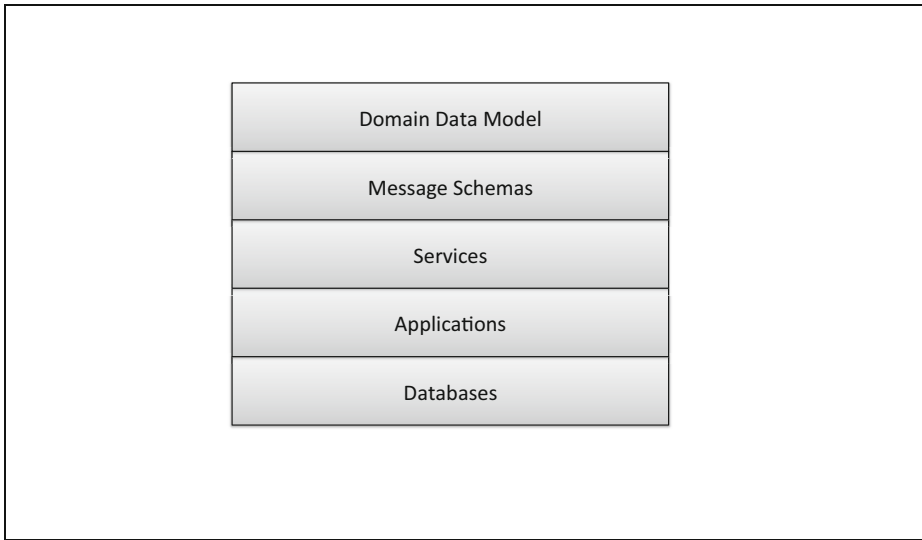 Domain Data Model
Message Schemas
Services
Applications
Databases